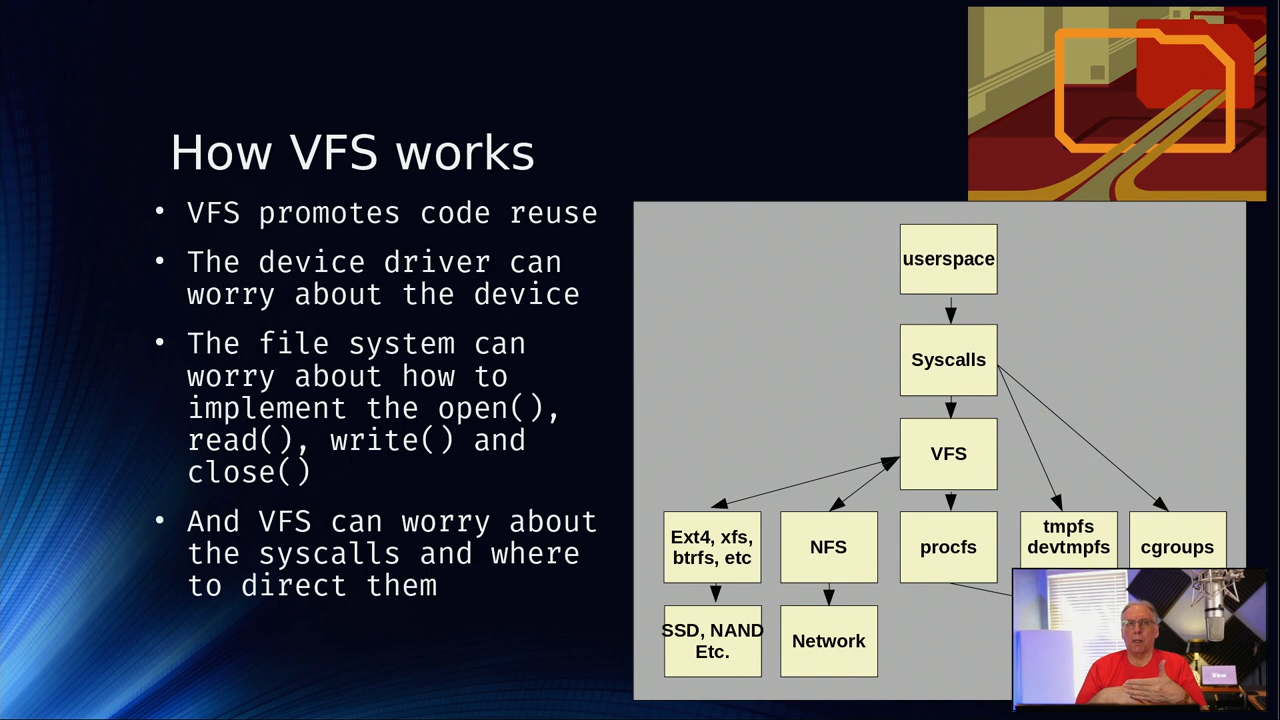 How VFS works
• VFS promotes code reuse
• The device driver can
worry about the device
• The file system can
worry about how to
implement the open(),
read(), write() and
close()
• And VFS can worry about
the syscalls and where
to direct them
userspace
Syscalls
VFS
Ext4, xfs,
btrfs, etc
NFS
procfs
tmpfs
devtmpfs
cgroups
SSD, NAND
Etc.
Network